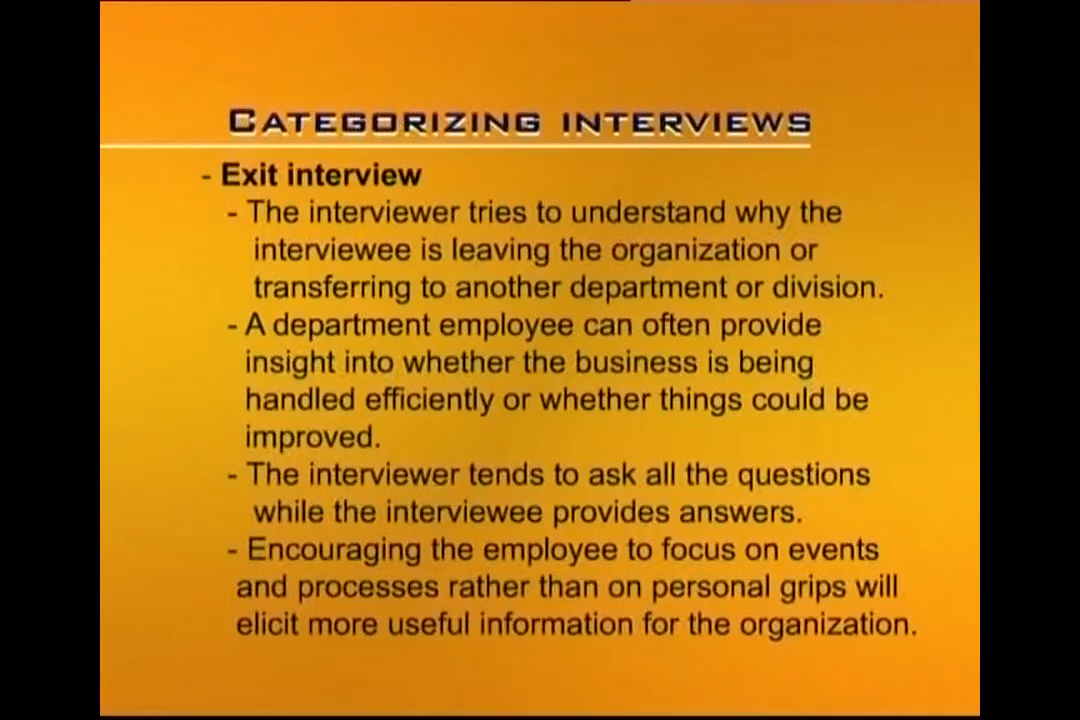 CATEGORIZING INTERVIEWS
- Exit interview
- The interviewer tries to understand why the
interviewee is leaving the organization or
transferring to another department or division.
- A department employee can often provide
insight into whether the business is being
handled efficiently or whether things could be
improved.
- The interviewer tends to ask all the questions
while the interviewee provides answers.
- Encouraging the employee to focus on events
and processes rather than on personal grips will
elicit more useful information for the organization.